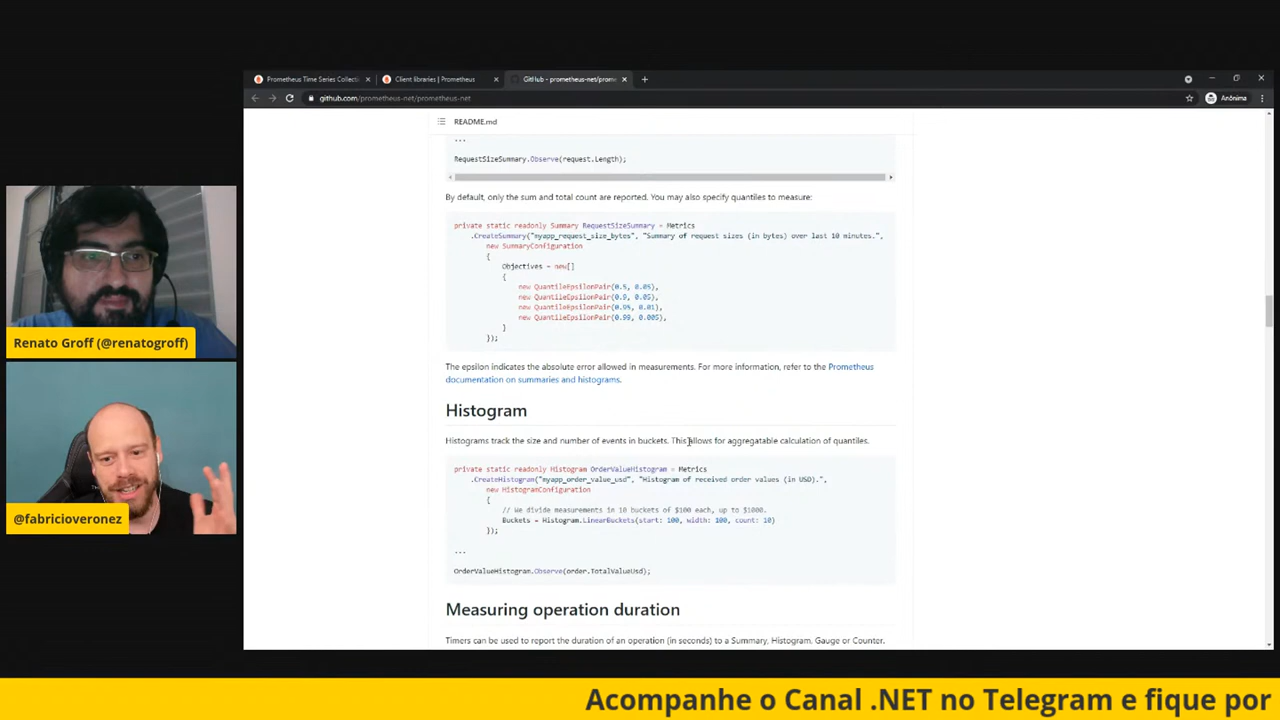 Prometheus Time Series Collecti
Client libraries | Prometheus
GitHub - prometheus-net/prom
github.com/prometheus-net/prometheus-net
Anônima
README.md
...
RequestSizeSummary.Observe(request.Length);
By default, only the sum and total count are reported. You may also specify quantiles to measure:
private static readonly Summary RequestSizeSummary = Metrics
.CreateSummary("myapp_request_size_bytes", "Summary of request sizes (in bytes) over last 10 minutes.",
new SummaryConfiguration
{
Objectives = new[]
{
new QuantileEpsilonPair(0.5, 0.05),
new QuantileEpsilonPair(0.9, 0.05),
new QuantileEpsilonPair(0.95, 0.01),
new QuantileEpsilonPair(0.99, 0.005),
}
});
The epsilon indicates the absolute error allowed in measurements. For more information, refer to the Prometheus
documentation on summaries and histograms.
Histogram
Histograms track the size and number of events in buckets. This allows for aggregatable calculation of quantiles.
private static readonly Histogram OrderValueHistogram = Metrics
.CreateHistogram("myapp_order_value_usd", "Histogram of received order values (in USD).",
new HistogramConfiguration
{
// We divide measurements in 10 buckets of $100 each, up to $1000.
Buckets = Histogram.LinearBuckets(start: 100, width: 100, count: 10)
});
...
OrderValueHistogram.Observe(order.TotalValueUsd);
Measuring operation duration
Timers can be used to report the duration of an operation (in seconds) to a Summary, Histogram, Gauge or Counter.
Renato Groff (@renatogroff)
@fabricioveronez
Acompanhe o Canal .NET no Telegram e fique por